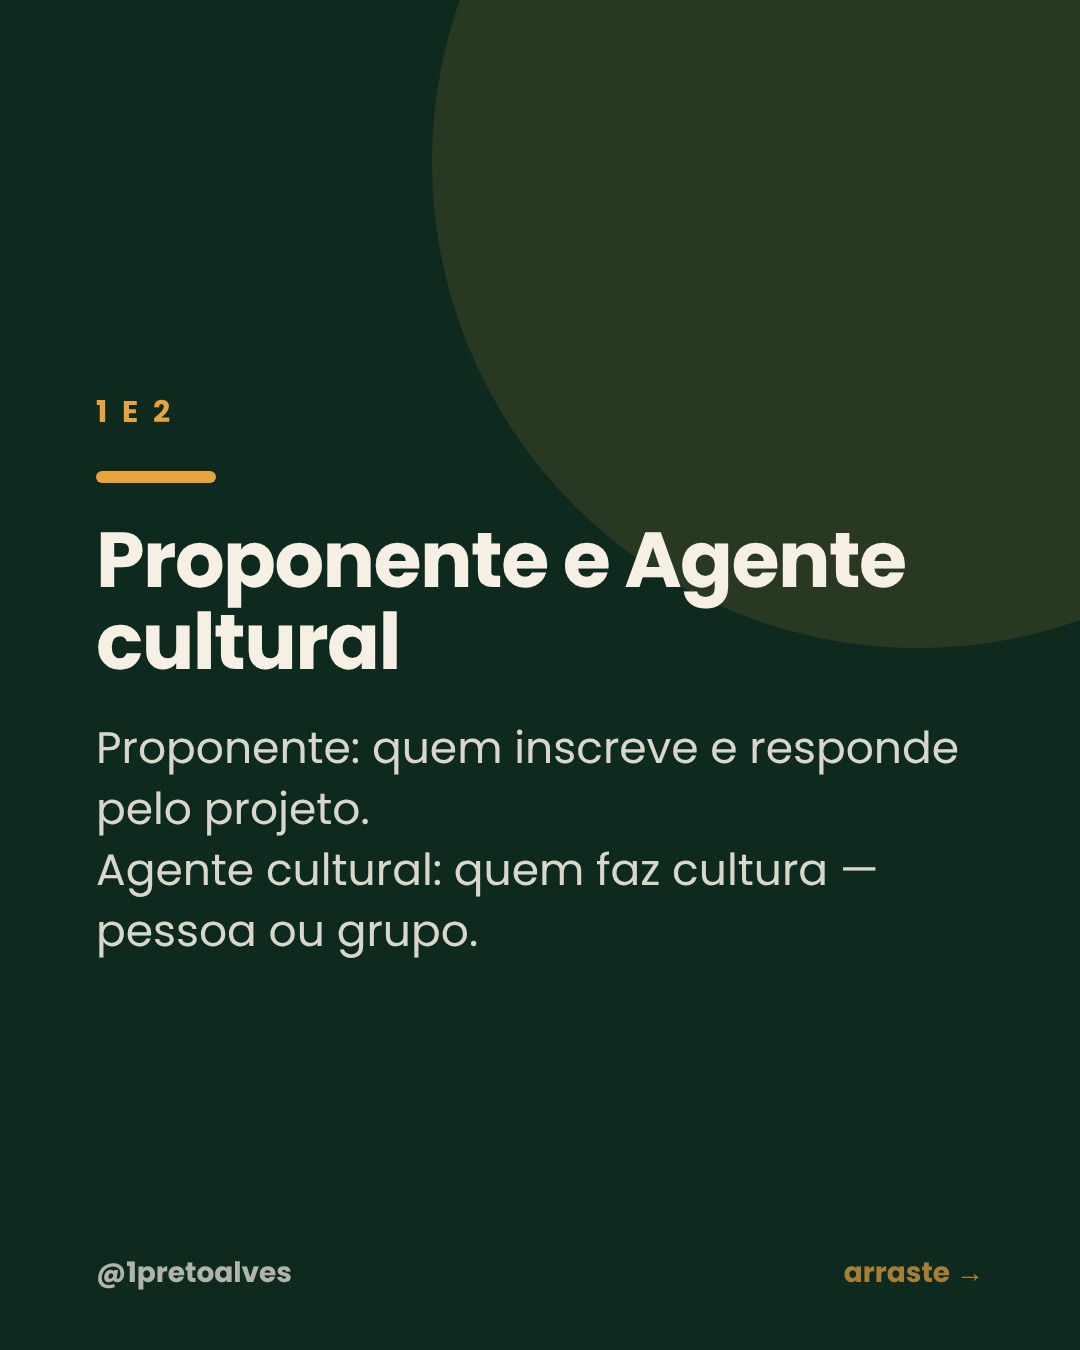 1 E 2
Proponente e Agente
cultural
Proponente: quem inscreve e responde
pelo projeto.
Agente cultural: quem faz cultura —
pessoa ou grupo.
@1pretoalves
arraste →